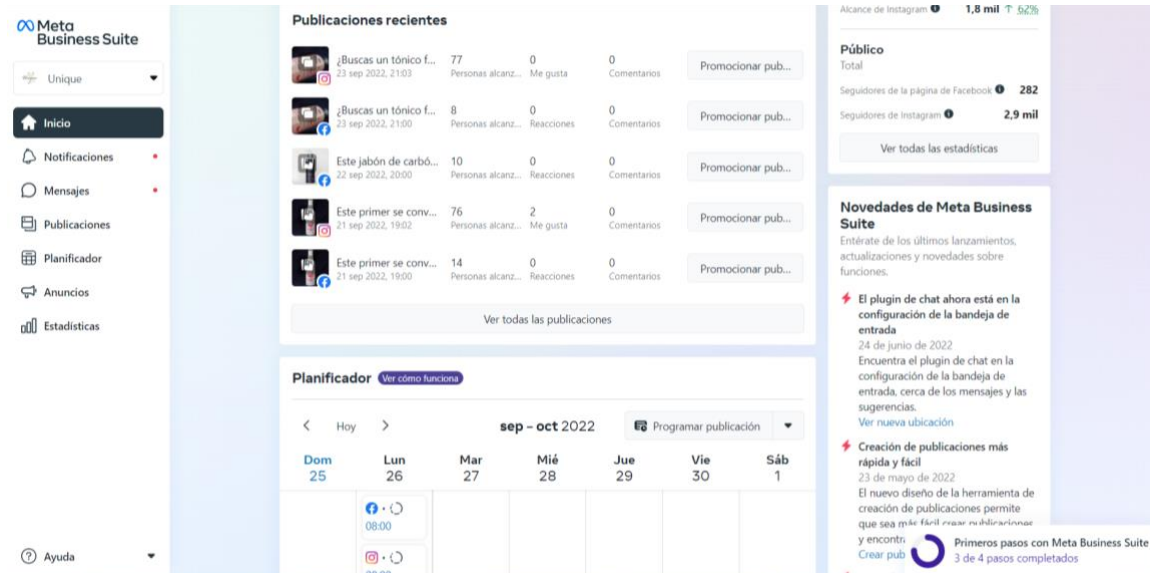 Meta
Business Suite
Unique
Inicio
Notificaciones
Mensajes
Publicaciones
Planificador
Anuncios
Estadísticas
Ayuda
Publicaciones recientes
¿Buscas un tónico f... 77 0 0 Promocionar pub...
23 sep 2022, 21:03 Personas alcanz... Me gusta Comentarios
¿Buscas un tónico f... 8 0 0 Promocionar pub...
23 sep 2022, 21:00 Personas alcanz... Reacciones Comentarios
Este jabón de carbó... 10 0 0 Promocionar pub...
22 sep 2022, 20:00 Personas alcanz... Reacciones Comentarios
Este primer se conv... 76 2 0 Promocionar pub...
21 sep 2022, 19:02 Personas alcanz... Me gusta Comentarios
Este primer se conv... 14 0 0 Promocionar pub...
21 sep 2022, 19:00 Personas alcanz... Reacciones Comentarios
Ver todas las publicaciones
Planificador Ver cómo funciona
Hoy sep – oct 2022 Programar publicación
Dom Lun Mar Mié Jue Vie Sáb
25 26 27 28 29 30 1
08:00
Alcance de Instagram 1,8 mil ↑ 62%
Público
Total
Seguidores de la página de Facebook 282
Seguidores de Instagram 2,9 mil
Ver todas las estadísticas
Novedades de Meta Business
Suite
Entérate de los últimos lanzamientos,
actualizaciones y novedades sobre
funciones.
El plugin de chat ahora está en la
configuración de la bandeja de
entrada
24 de junio de 2022
Encuentra el plugin de chat en la
configuración de la bandeja de
entrada, cerca de los mensajes y las
sugerencias.
Ver nueva ubicación
Creación de publicaciones más
rápida y fácil
23 de mayo de 2022
El nuevo diseño de la herramienta de
creación de publicaciones permite
que sea más fácil crear publicaciones
y encontr
Crear pub
Primeros pasos con Meta Business Suite
3 de 4 pasos completados